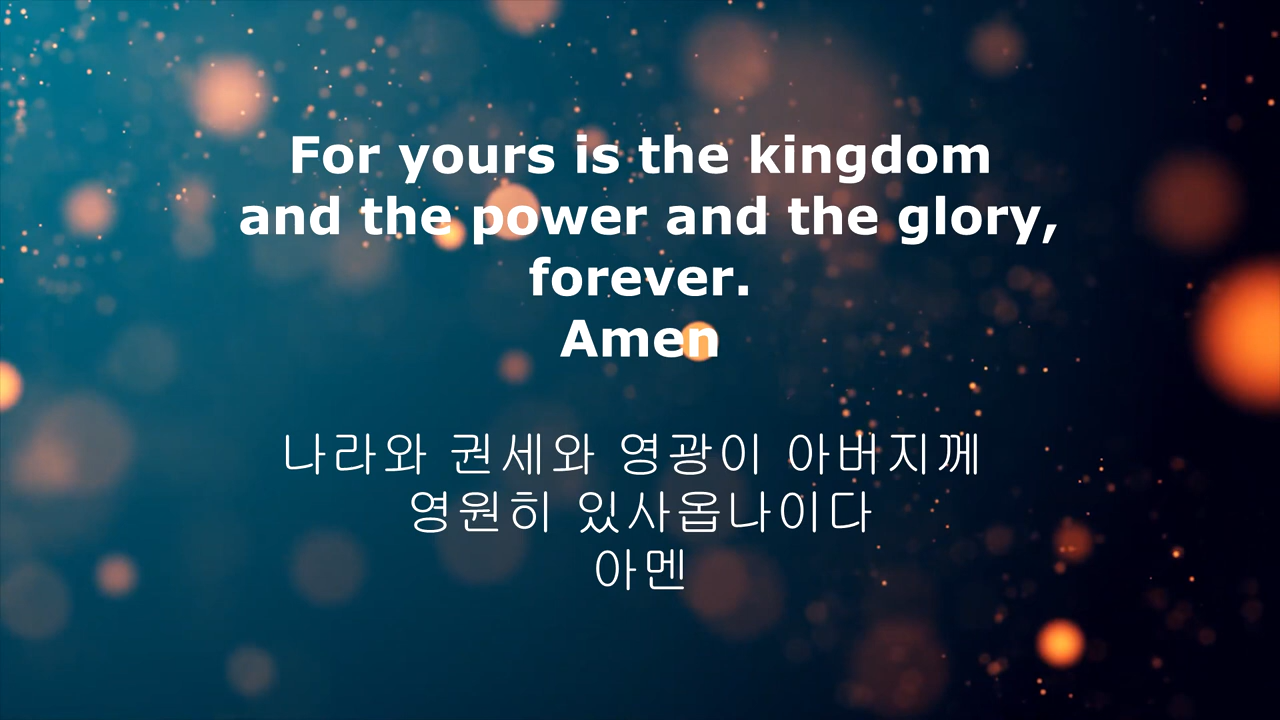 For yours is the kingdom
and the power and the glory,
forever.
Amen
나라와 권세와 영광이 아버지께
영원히 있사옵나이다
아멘